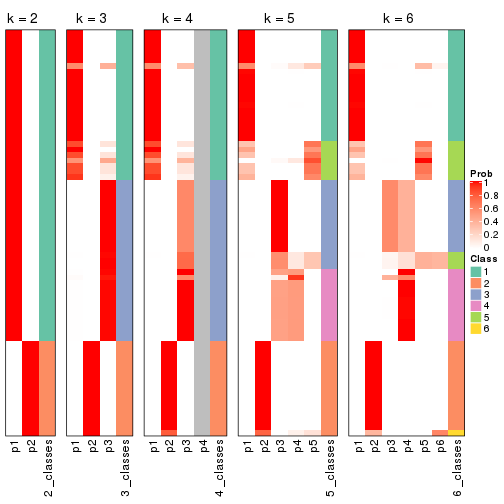 k = 2
k = 3
k = 4
k = 5
k = 6
p1
p2
2_classes
p1
p2
p3
3_classes
p1
p2
p3
p4
4_classes
p1
p2
p3
p4
p5
5_classes
p1
p2
p3
p4
p5
p6
6_classes
Prob
1
0.8
0.6
0.4
0.2
0
Class
1
2
3
4
5
6